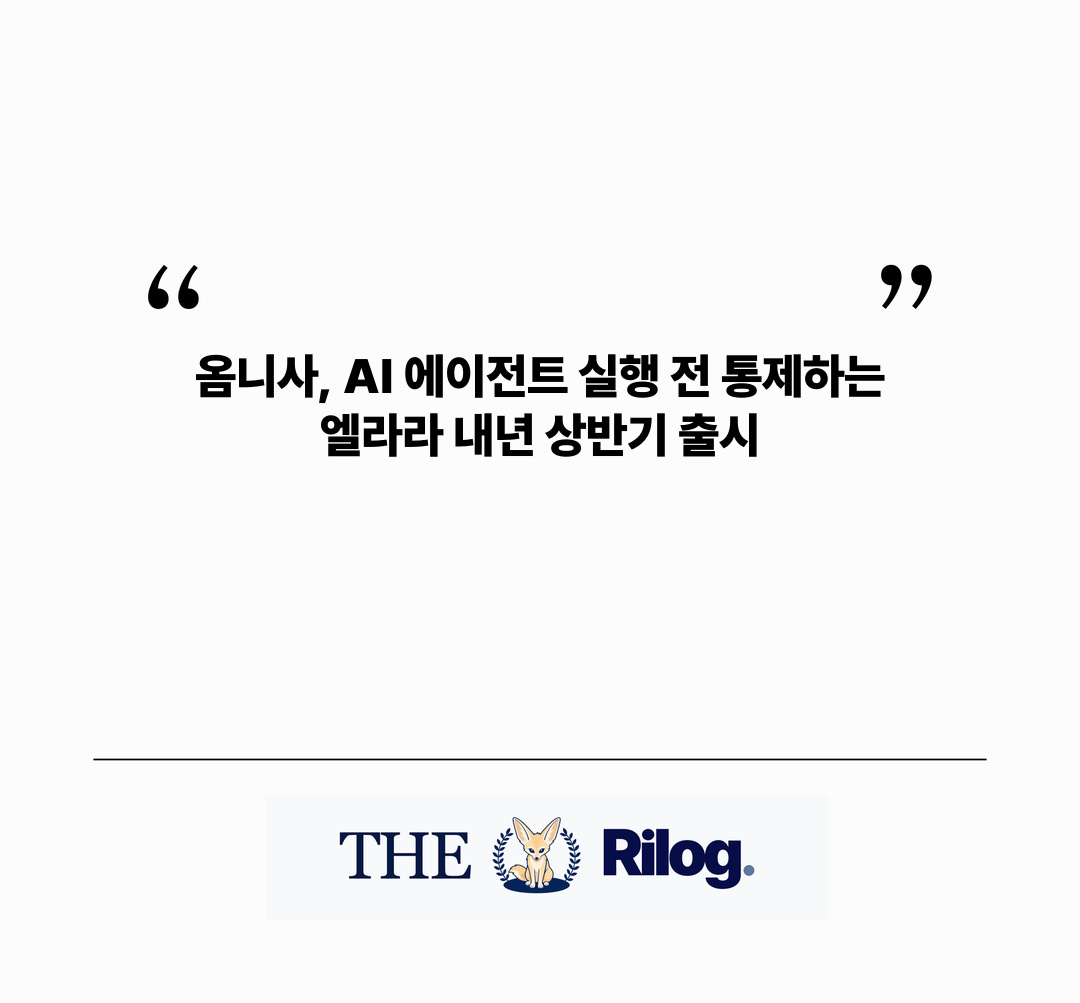 “ ”
옴니사, AI 에이전트 실행 전 통제하는
엘라라 내년 상반기 출시
THE Rilog.